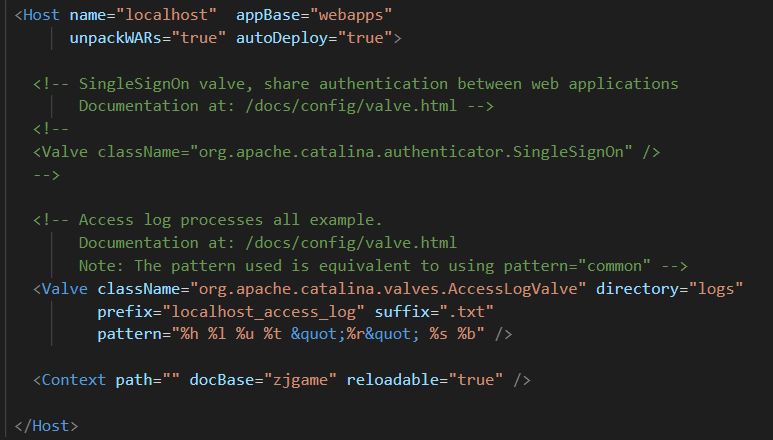 <Host name="localhost"  appBase="webapps"
unpackWARs="true" autoDeploy="true">
<!-- SingleSignOn valve, share authentication between web applications
Documentation at: /docs/config/valve.html -->
<!--
<Valve className="org.apache.catalina.authenticator.SingleSignOn" />
-->
<!-- Access log processes all example.
Documentation at: /docs/config/valve.html
Note: The pattern used is equivalent to using pattern="common" -->
<Valve className="org.apache.catalina.valves.AccessLogValve" directory="logs"
prefix="localhost_access_log" suffix=".txt"
pattern="%h %l %u %t &quot;%r&quot; %s %b" />
<Context path="" docBase="zjgame" reloadable="true" />
</Host>